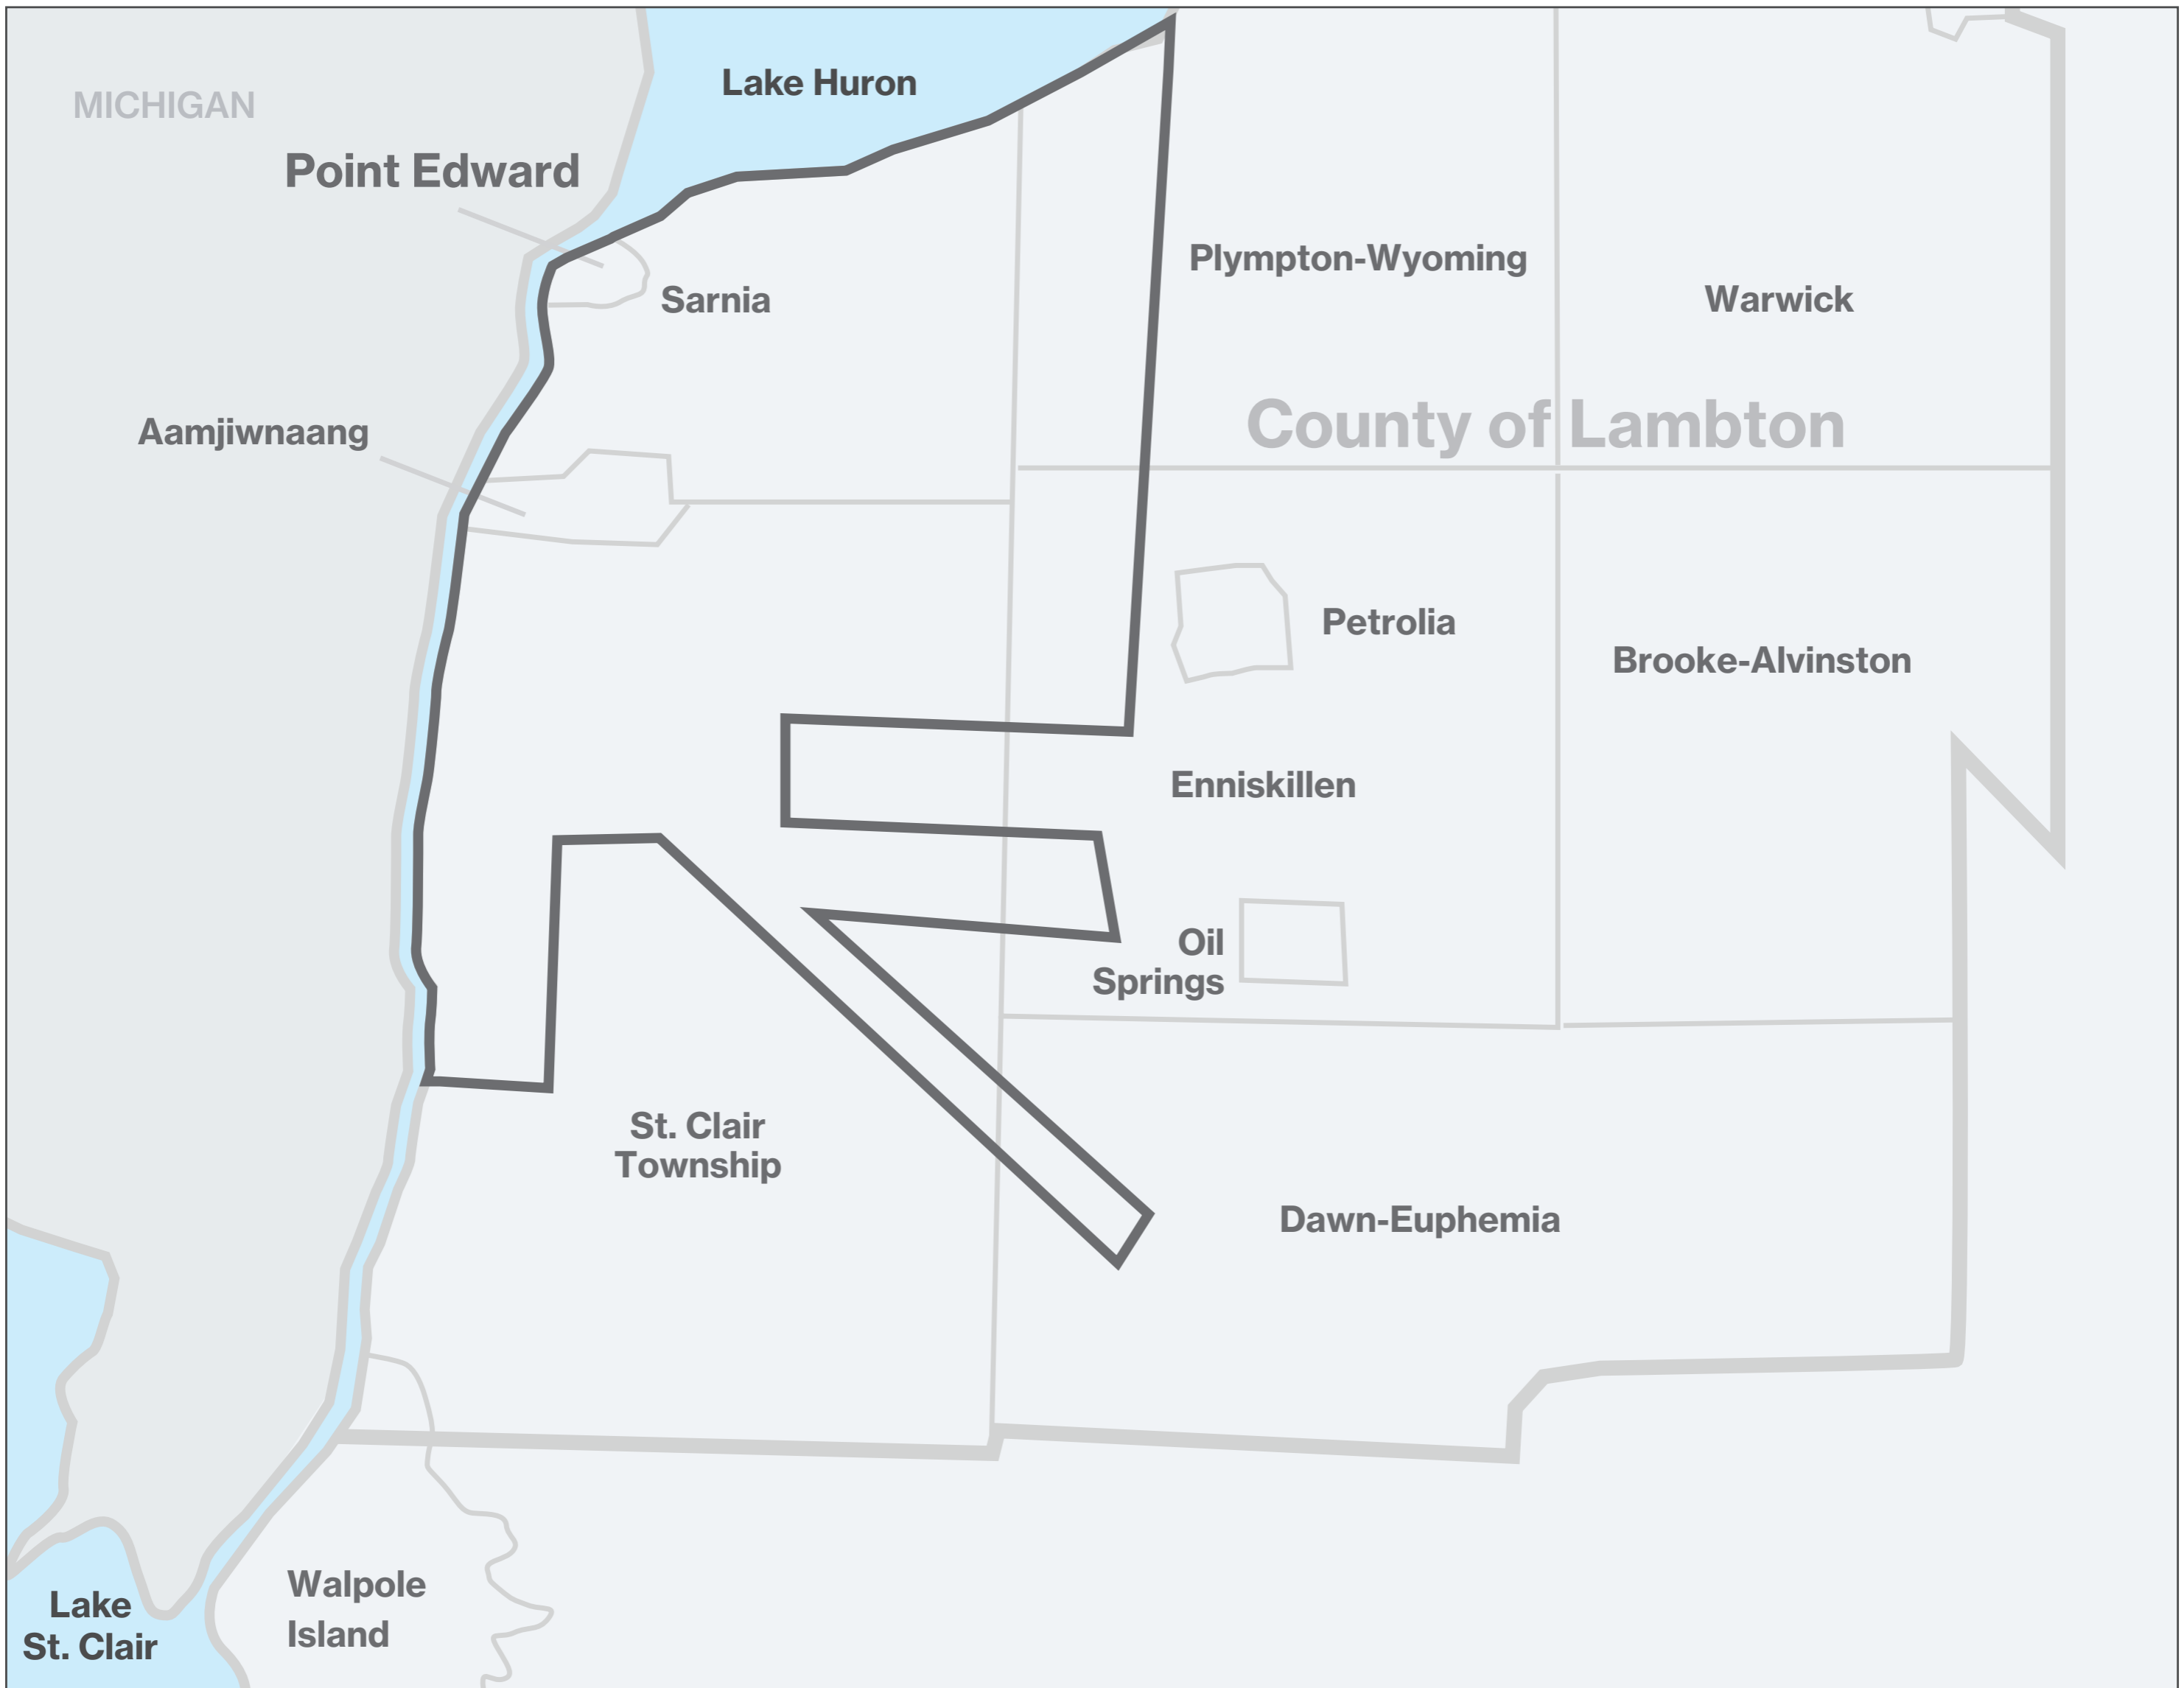 Lake Huron
MICHIGAN
Point Edward
Plympton-Wyoming
Sarnia
Warwick
County of Lambton
Aamjiwnaang
Petrolia
Brooke-Alvinston
Enniskillen
Oil
Springs
St. Clair
Township
Dawn-Euphemia
Walpole
Island
Lake
St. Clair